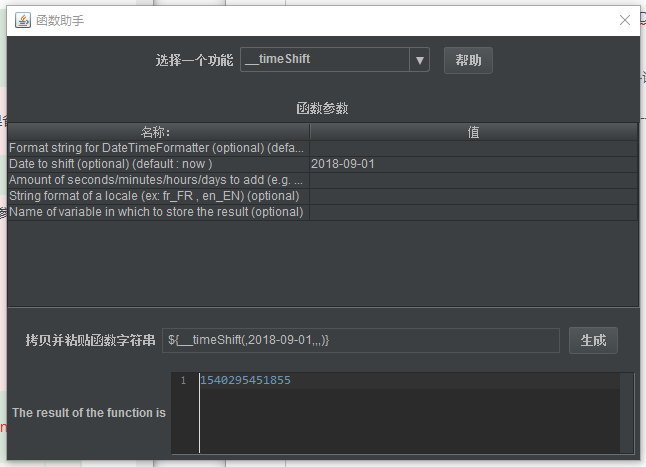 函数助手
选择一个功能 __timeShift 帮助
函数参数
名称: 值
Format string for DateTimeFormatter (optional) (defa...
Date to shift (optional) (default : now ) 2018-09-01
Amount of seconds/minutes/hours/days to add (e.g. ...
String format of a locale (ex: fr_FR , en_EN) (optional)
Name of variable in which to store the result (optional)
拷贝并粘贴函数字符串 ${__timeShift(,2018-09-01,,,)} 生成
1 1540295451855
The result of the function is